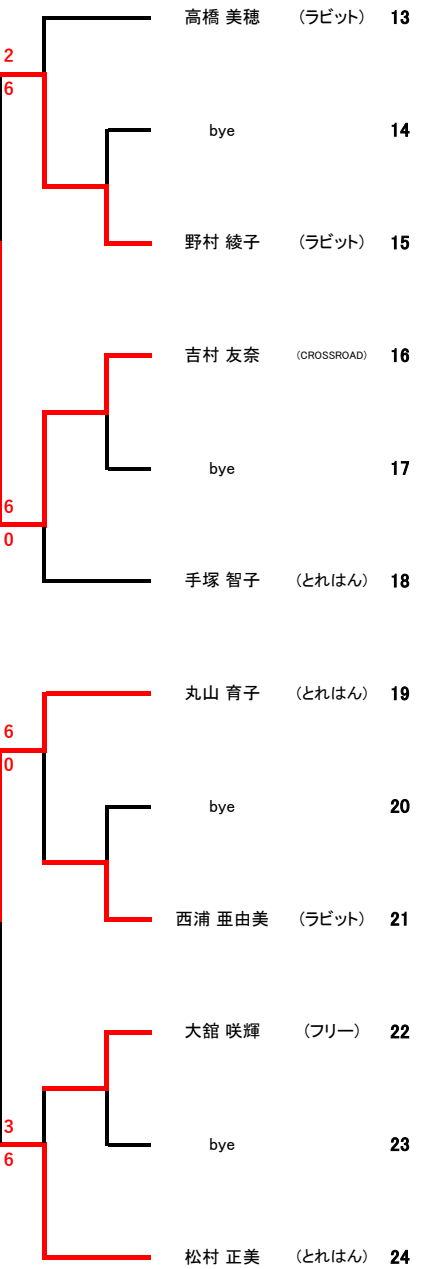 高橋 美穂 （ラビット） 13
2
6
bye 14
野村 綾子 （ラビット） 15
吉村 友奈 （CROSSROAD） 16
bye 17
6
0
手塚 智子 （とれはん） 18
丸山 育子 （とれはん） 19
6
0
bye 20
西浦 亜由美 （ラビット） 21
大舘 咲輝 （フリー） 22
3
bye 23
6
松村 正美 （とれはん） 24